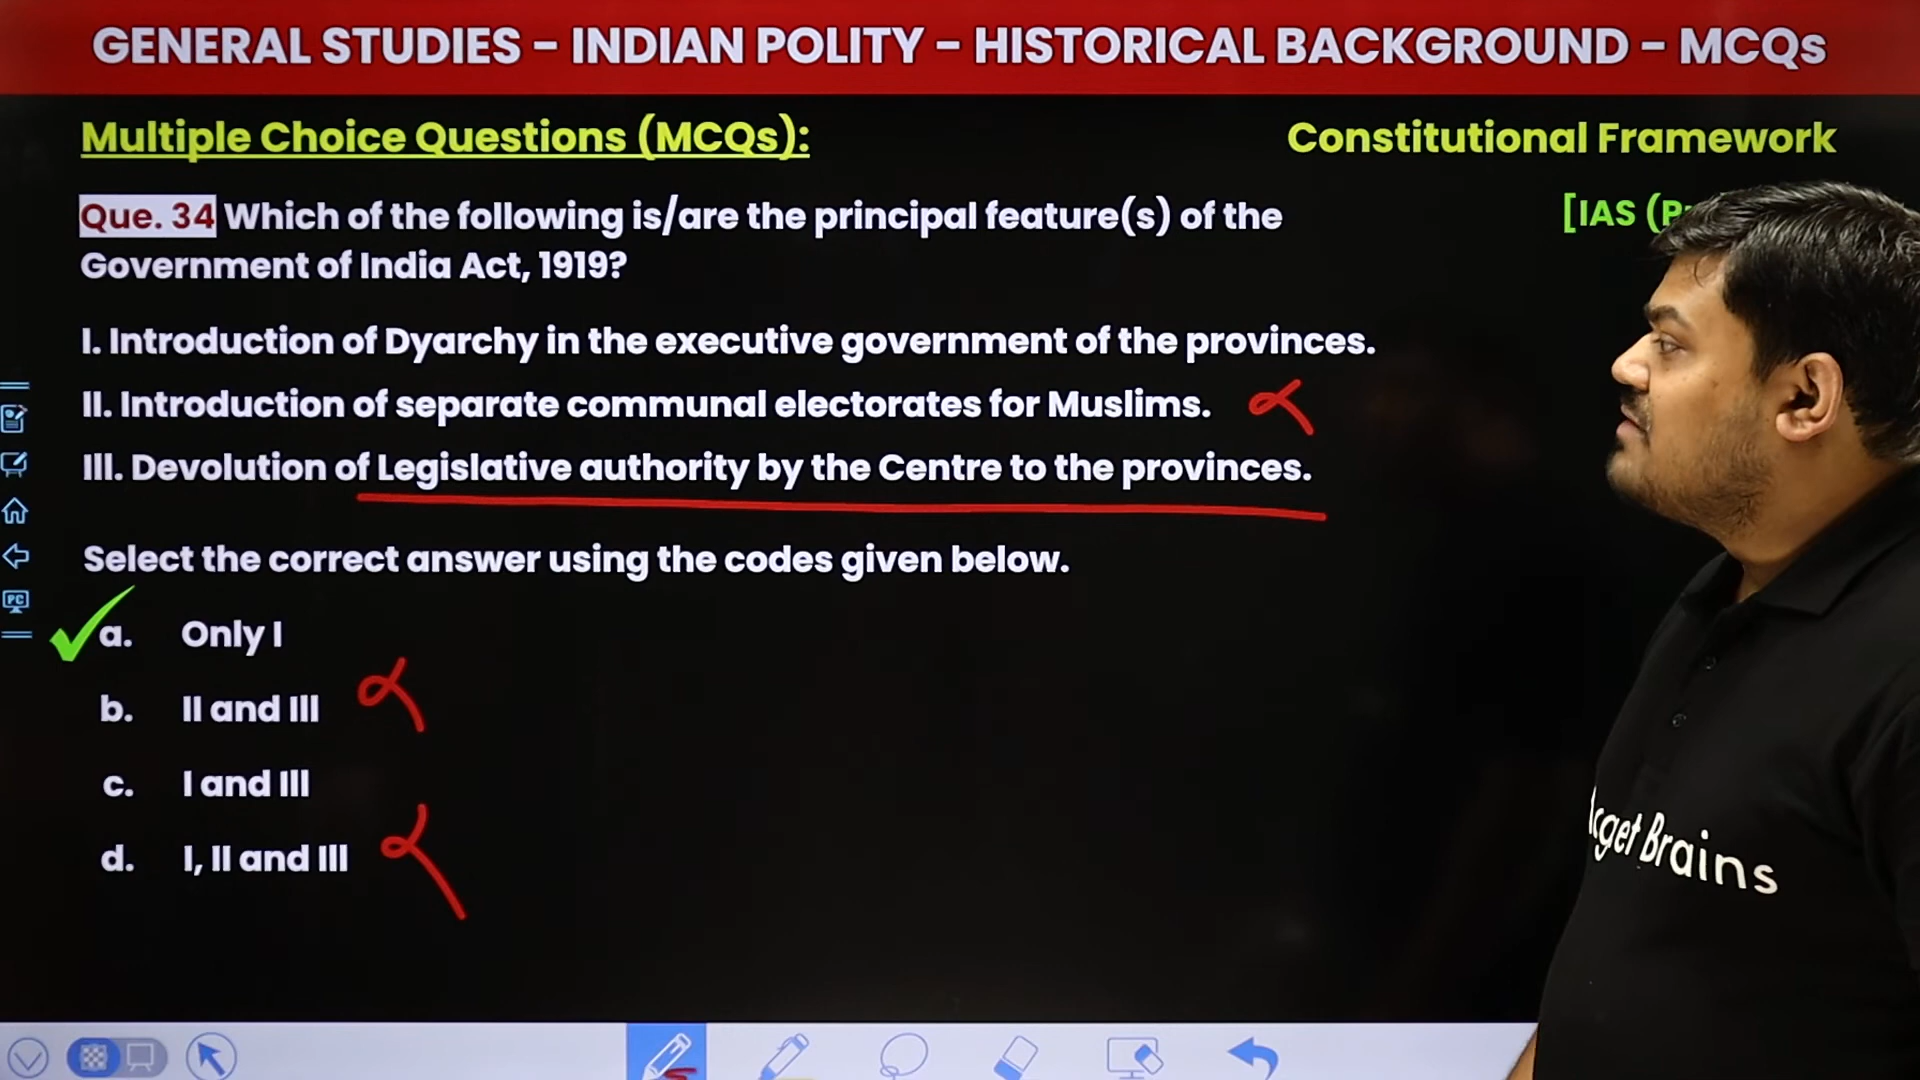 GENERAL STUDIES - INDIAN POLITY - HISTORICAL BACKGROUND - MCQs
Multiple Choice Questions (MCQs):
Constitutional Framework
Que. 34 Which of the following is/are the principal feature(s) of the
[IAS (
Government of India Act, 1919?
I. Introduction of Dyarchy in the executive government of the provinces.
II. Introduction of separate communal electorates for Muslims.
III. Devolution of Legislative authority by the Centre to the provinces.
Select the correct answer using the codes given below.
a. Only I
b. II and III
c. I and III
d. I, II and III
Brains
PC